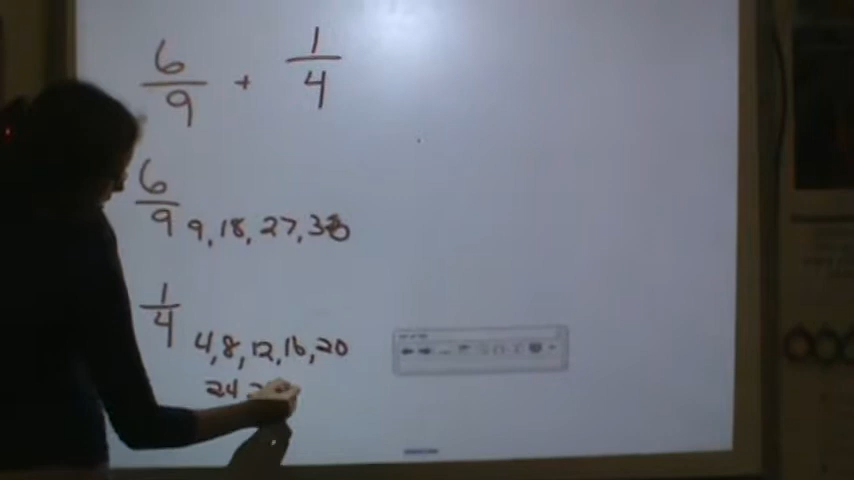 6/9 + 1/4
6/9 9, 18, 27, 36
1/4 4, 8, 12, 16, 20
24